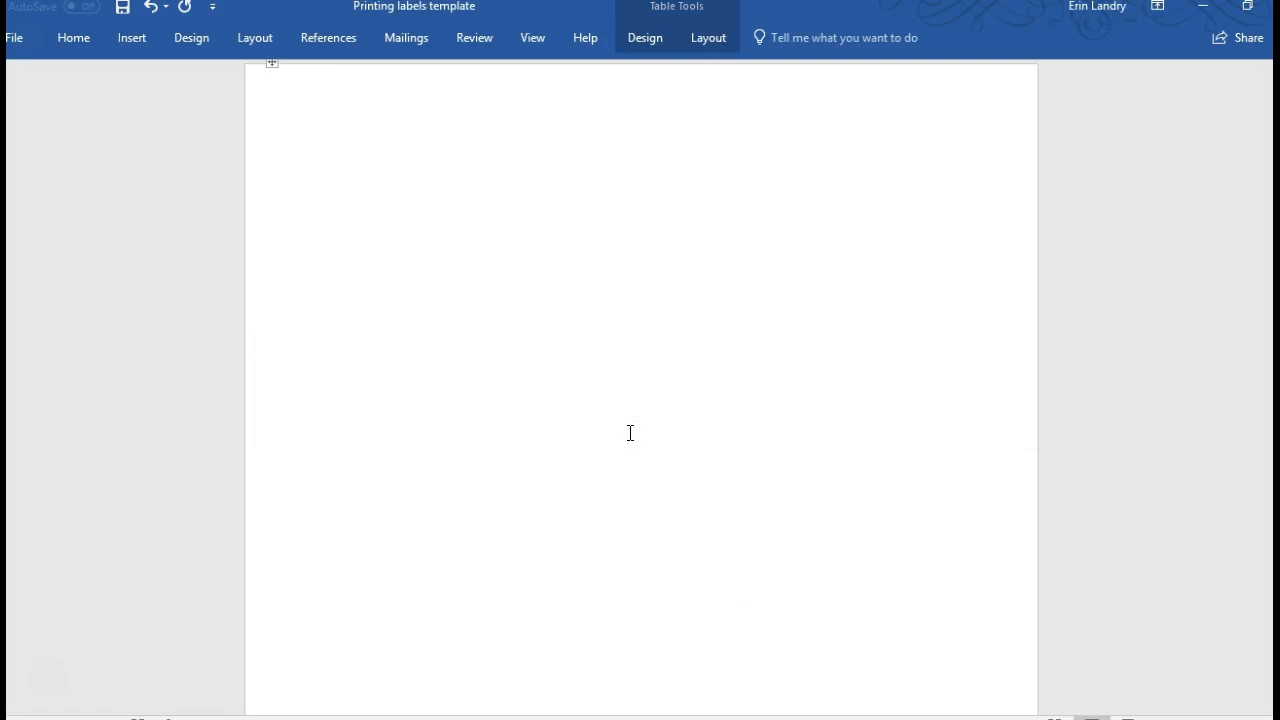 AutoSave Off Printing labels template Table Tools Erin Landry
File Home Insert Design Layout References Mailings Review View Help Design Layout Tell me what you want to do Share